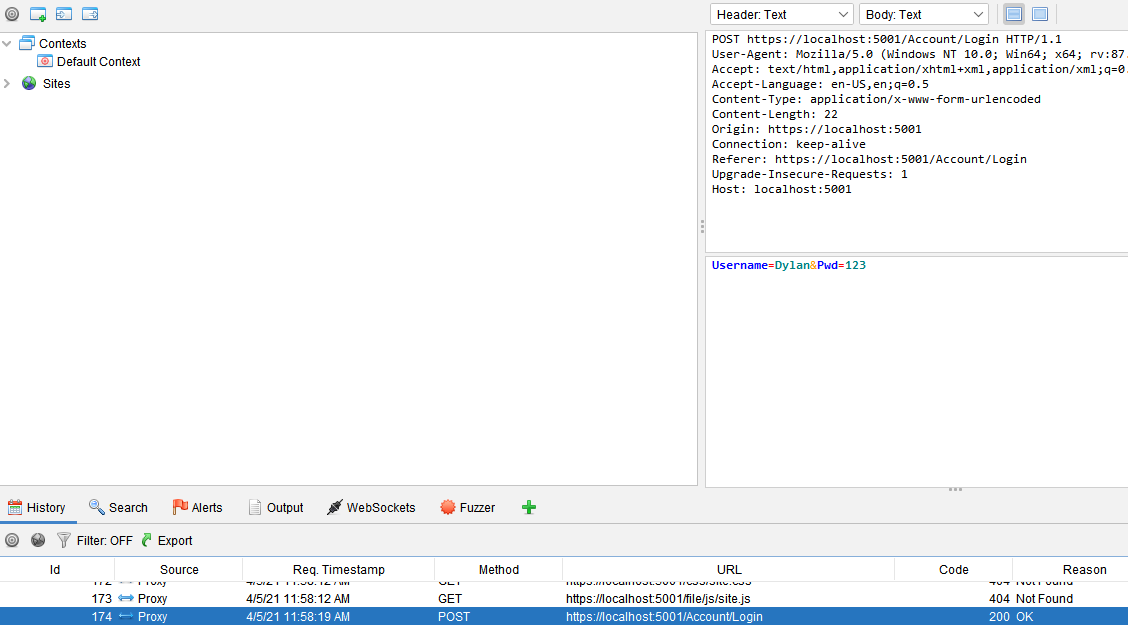 Header: Text
Body: Text
Contexts
Default Context
Sites
POST https://localhost:5001/Account/Login HTTP/1.1
User-Agent: Mozilla/5.0 (Windows NT 10.0; Win64; x64; rv:87.
Accept: text/html,application/xhtml+xml,application/xml;q=0.
Accept-Language: en-US,en;q=0.5
Content-Type: application/x-www-form-urlencoded
Content-Length: 22
Origin: https://localhost:5001
Connection: keep-alive
Referer: https://localhost:5001/Account/Login
Upgrade-Insecure-Requests: 1
Host: localhost:5001
Username=Dylan&Pwd=123
History Search Alerts Output WebSockets Fuzzer
Filter: OFF Export
Id Source Req. Timestamp Method URL Code Reason
172 Proxy 4/5/21 11:58:12 AM GET https://localhost:5001/css/site.css 404 Not Found
173 Proxy 4/5/21 11:58:12 AM GET https://localhost:5001/file/js/site.js 404 Not Found
174 Proxy 4/5/21 11:58:19 AM POST https://localhost:5001/Account/Login 200 OK